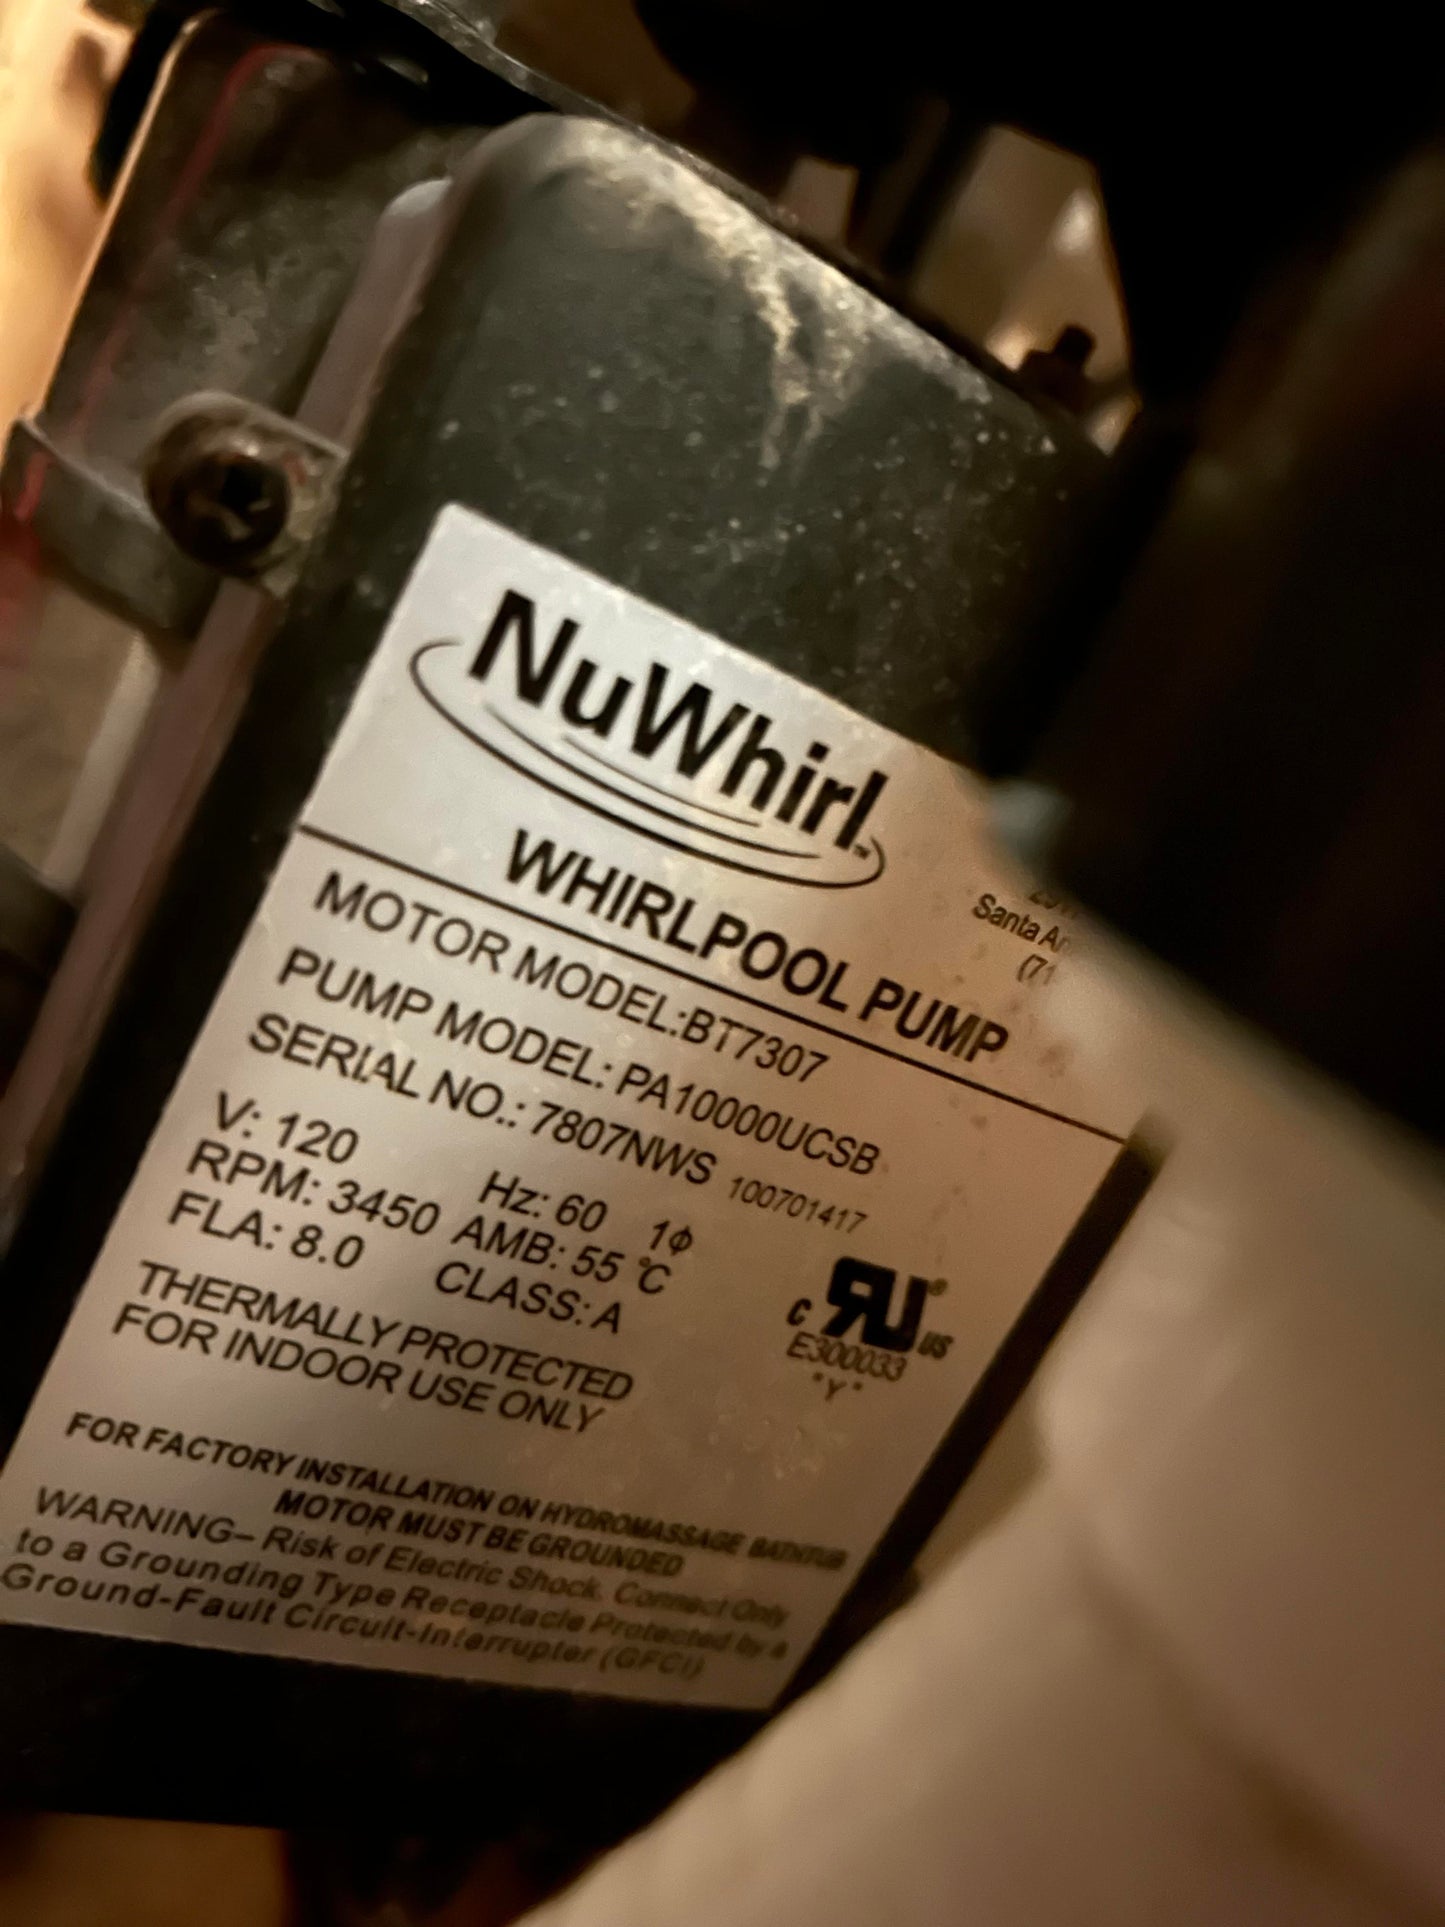 NuWhirl™
WHIRLPOOL PUMP
Santa
(71
MOTOR MODEL:BT7307
PUMP MODEL: PA10000UCSB
SERIAL NO.: 7807NWS 100701417
V: 120 Hz: 60 1ϕ
RPM: 3450 AMB: 55 °C
FLA: 8.0 CLASS: A
c RU® US
E300033
"Y"
THERMALLY PROTECTED
FOR INDOOR USE ONLY
FOR FACTORY INSTALLATION ON HYDROMASSAGE BATHTUB
MOTOR MUST BE GROUNDED
WARNING– Risk of Electric Shock. Connect Only
to a Grounding Type Receptacle Protected by a
Ground-Fault Circuit-Interrupter (GFCI)